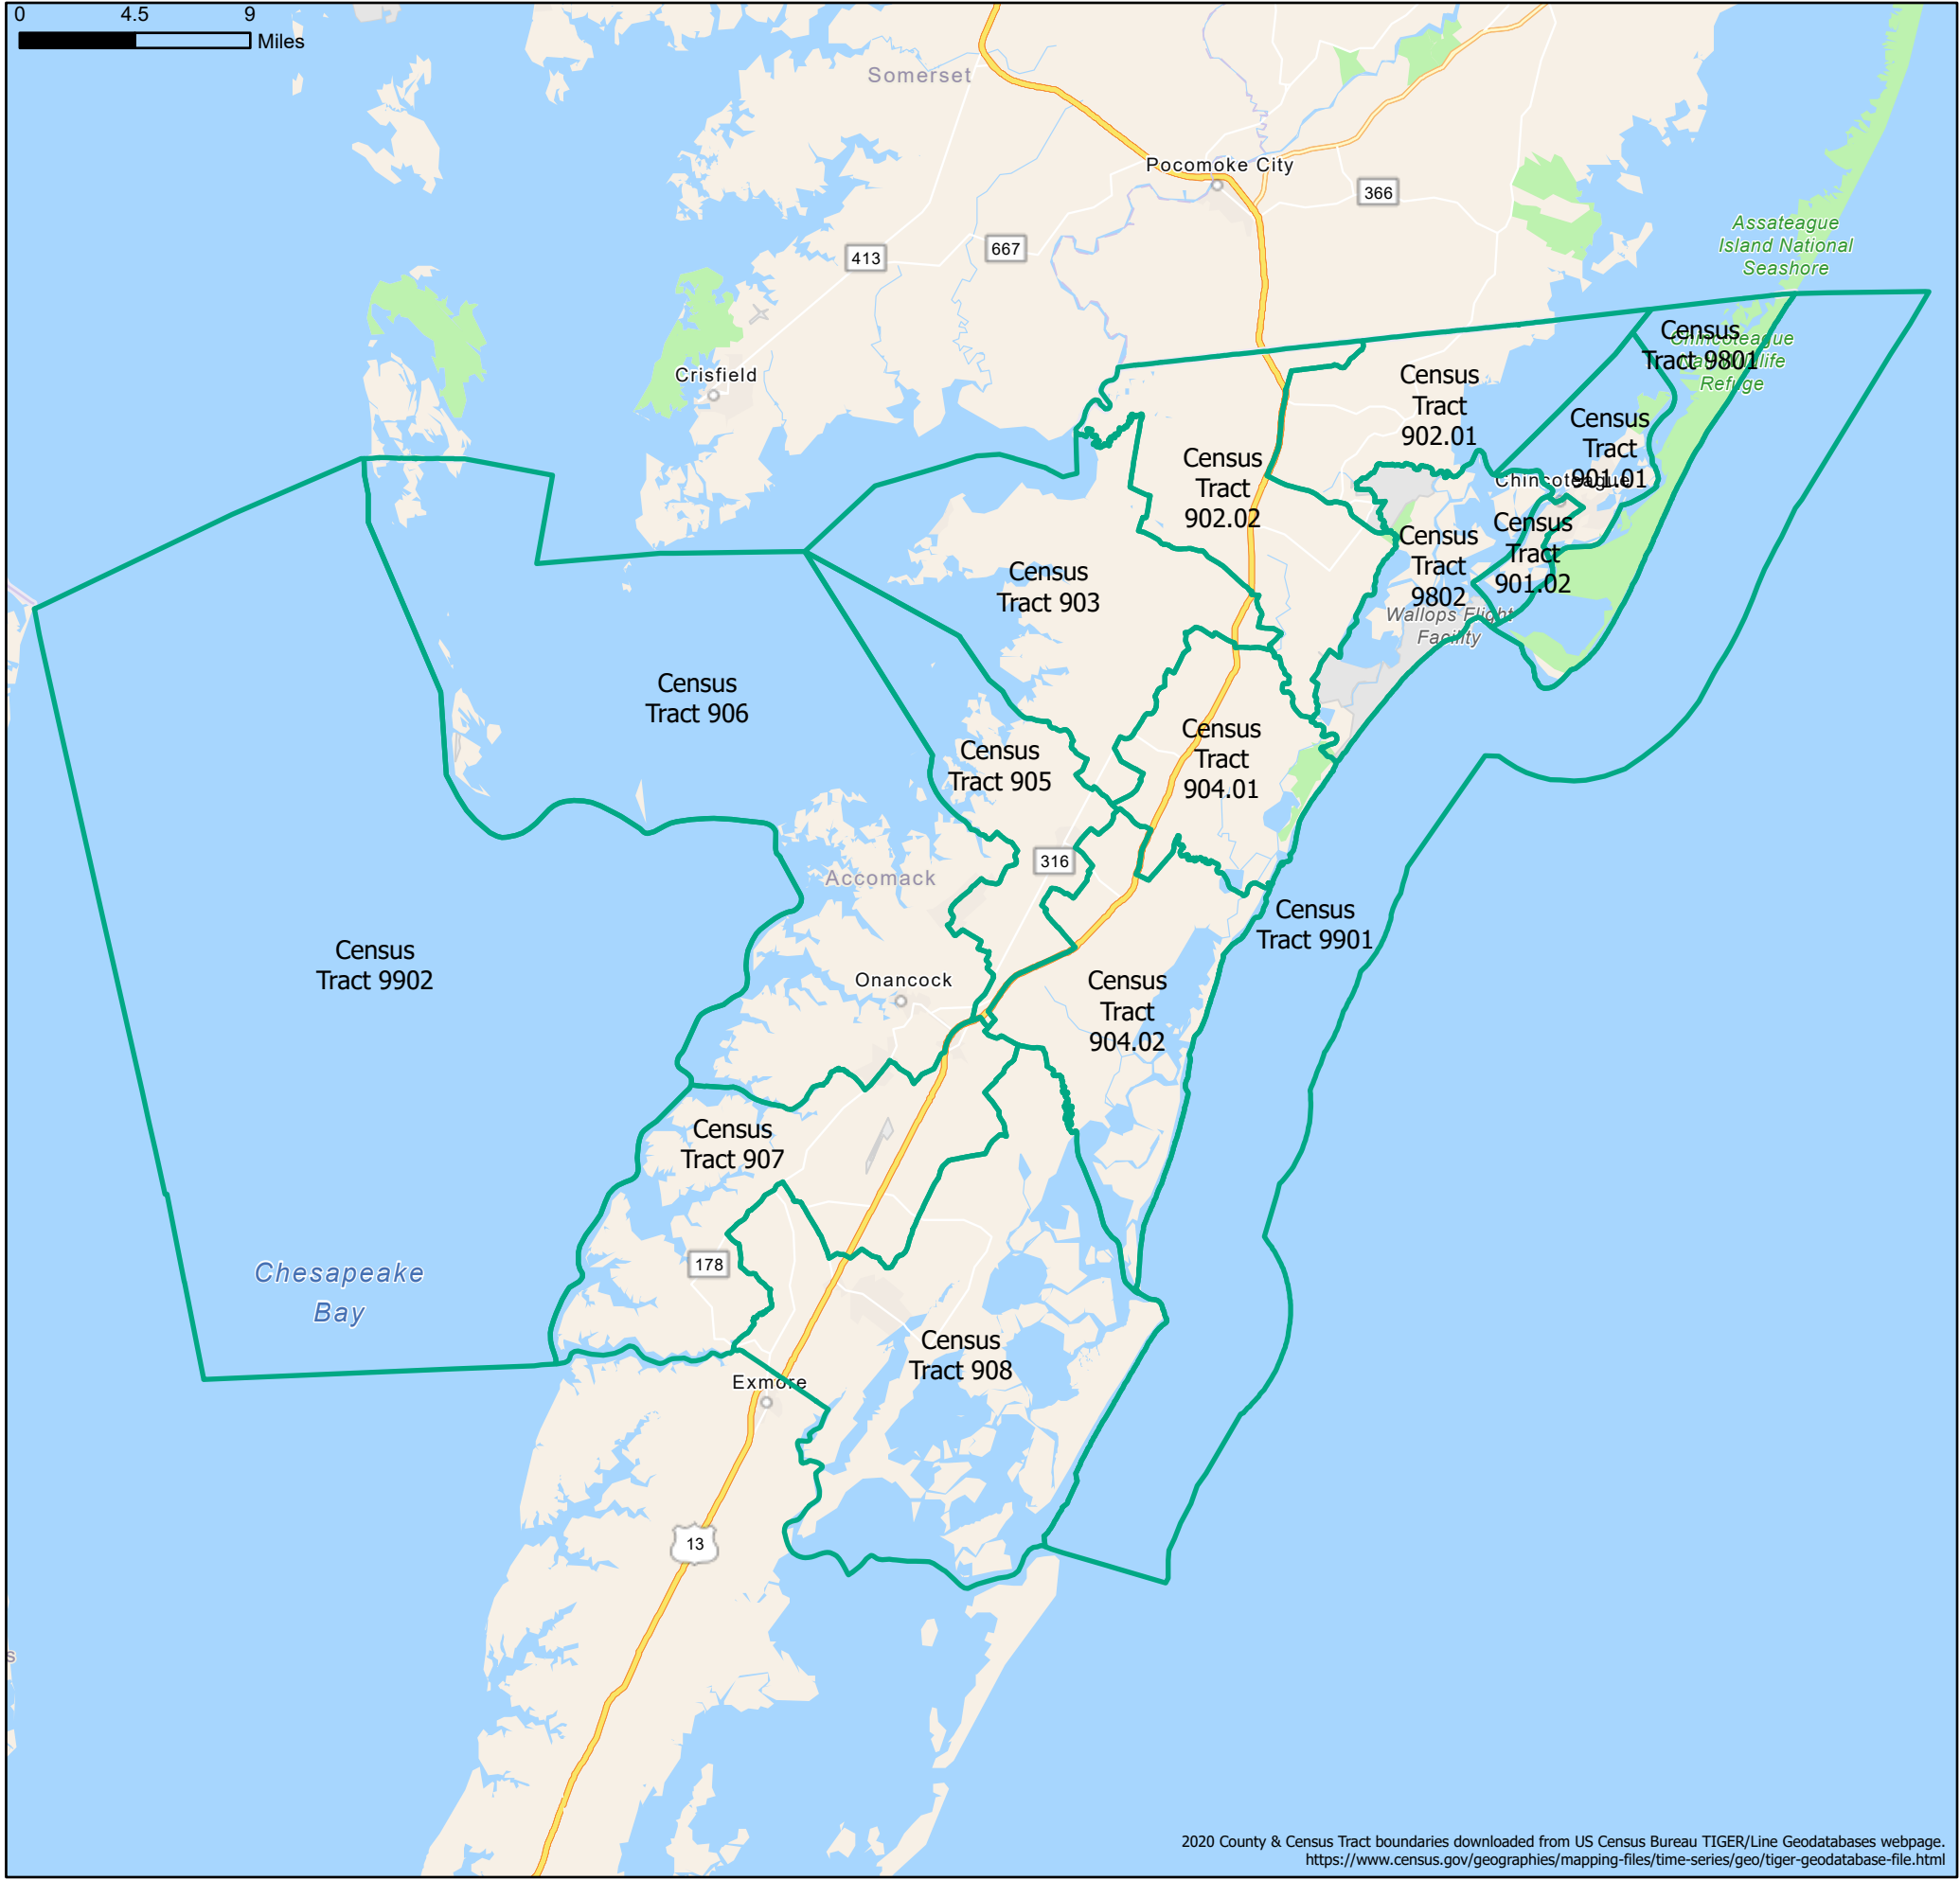 0 4.5 9
Miles
Somerset
Pocomoke City
366
667
413
Assateague
Island National
Seashore
Crisfield
Census
Tract 9801
Chincoteague
Refuge
Census
Tract
902.01
Census
Tract
901.01
Chincoteague
Census
Tract
902.02
Census
Tract
901.02
Census
Tract
9802
Wallops Flight
Facility
Census
Tract 903
Census
Tract 906
Census
Tract 905
Census
Tract
904.01
316
Accomack
Census
Tract 9901
Census
Tract 9902
Onancock
Census
Tract
904.02
Census
Tract 907
178
Chesapeake
Bay
Census
Tract 908
Exmore
13
s
2020 County & Census Tract boundaries downloaded from US Census Bureau TIGER/Line Geodatabases webpage.
https://www.census.gov/geographies/mapping-files/time-series/geo/tiger-geodatabase-file.html